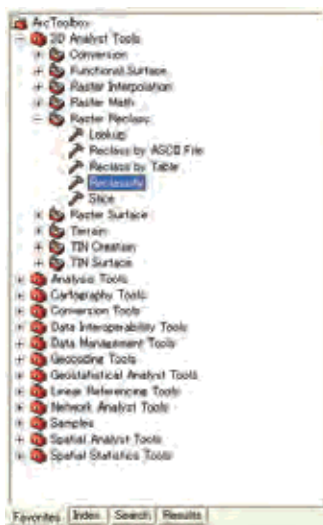 ArcToolbox
3D Analyst Tools
Conversion
Functional Surface
Raster Interpolation
Raster Math
Raster Reclass
Lookup
Reclass by ASCII File
Reclass by Table
Reclassify
Slice
Raster Surface
Terrain
TIN Creation
TIN Surface
Analysis Tools
Cartography Tools
Conversion Tools
Data Interoperability Tools
Data Management Tools
Geocoding Tools
Geostatistical Analyst Tools
Linear Referencing Tools
Network Analyst Tools
Samples
Spatial Analyst Tools
Spatial Statistics Tools
Favorites Index Search Results